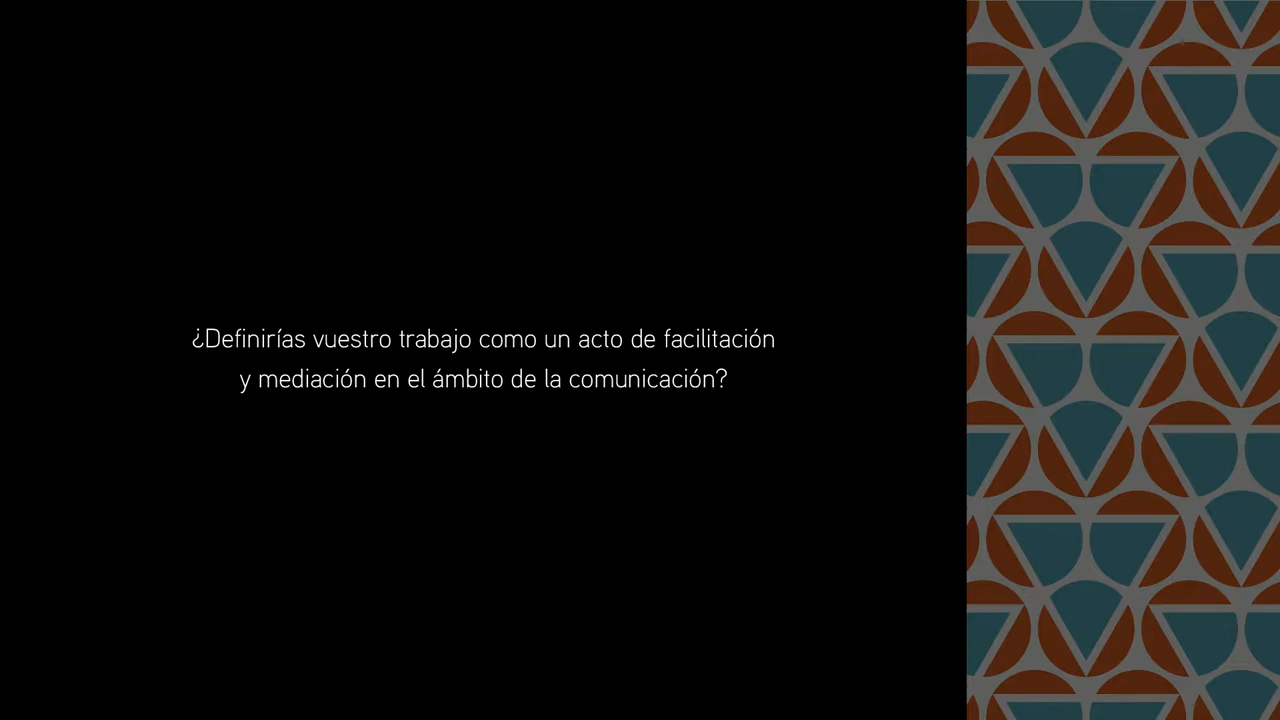 ¿Definirías vuestro trabajo como un acto de facilitación
y mediación en el ámbito de la comunicación?